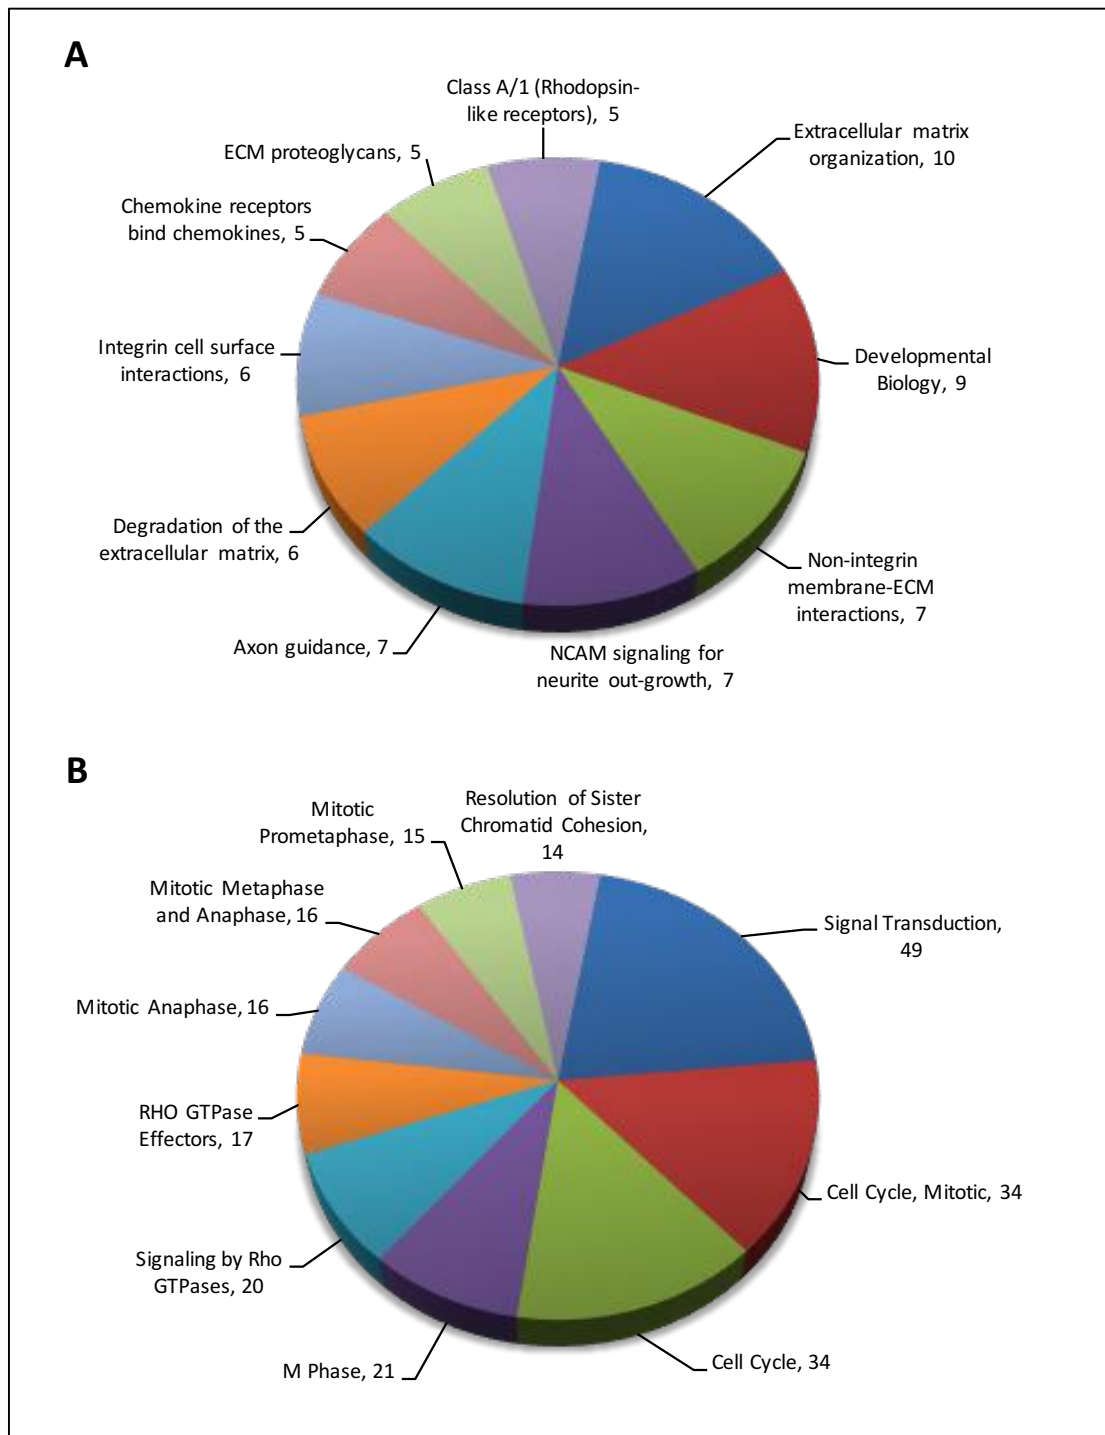 A
Class A/1 (Rhodopsin-
like receptors), 5
Extracellular matrix
organization, 10
ECM proteoglycans, 5
Chemokine receptors
bind chemokines, 5
Integrin cell surface
interactions, 6
Developmental
Biology, 9
Degradation of the
extracellular matrix, 6
Non-integrin
membrane-ECM
interactions, 7
Axon guidance, 7
NCAM signaling for
neurite out-growth, 7
B
Resolution of Sister
Chromatid Cohesion,
14
Mitotic
Prometaphase, 15
Mitotic Metaphase
and Anaphase, 16
Signal Transduction,
49
Mitotic Anaphase, 16
RHO GTPase
Effectors, 17
Cell Cycle, Mitotic, 34
Signaling by Rho
GTPases, 20
M Phase, 21
Cell Cycle, 34